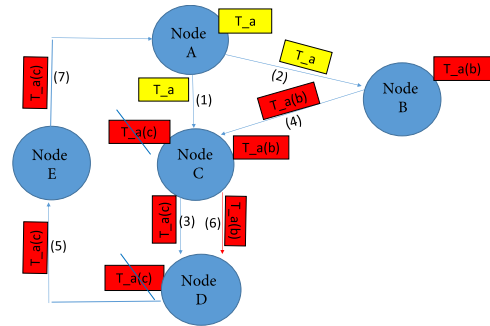 T_a
Node
A
T_a
(2)
T_a(b)
Node
B
T_a(c)
(7)
T_a
(1)
T_a(b)
(4)
T_a(c)
T_a(b)
Node
C
Node
E
T_a(c)
(3)
(6)
T_a(b)
T_a(c)
(5)
T_a(c)
Node
D